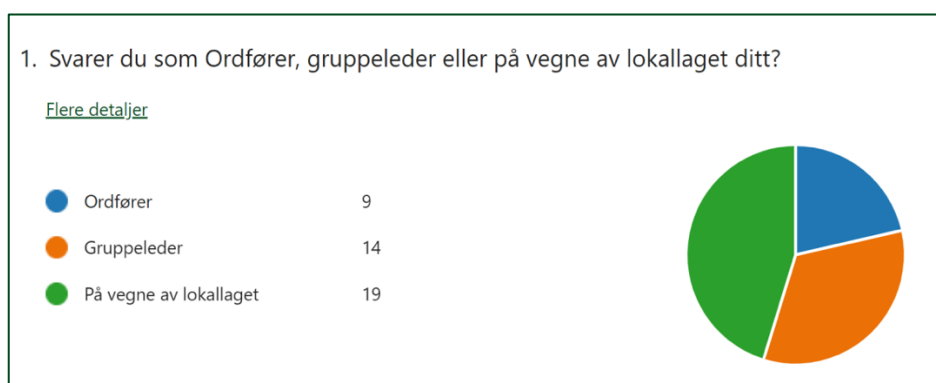 1. Svarer du som Ordfører, gruppeleder eller på vegne av lokallaget ditt?
Flere detaljer
Ordfører 9
Gruppeleder 14
På vegne av lokallaget 19